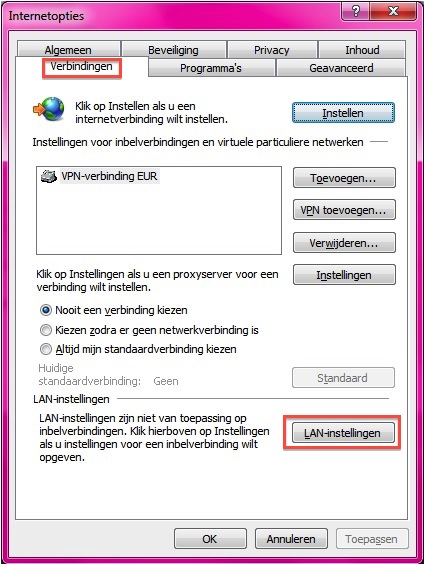 Internetopties
Algemeen Beveiliging Privacy Inhoud
Verbindingen Programma's Geavanceerd
Klik op Instellen als u een
internetverbinding wilt instellen.
Instellen
Instellingen voor inbelverbindingen en virtuele particuliere netwerken
VPN-verbinding EUR
Toevoegen...
VPN toevoegen...
Verwijderen...
Klik op Instellingen als u een proxyserver voor een
verbinding wilt instellen.
Instellingen
Nooit een verbinding kiezen
Kiezen zodra er geen netwerkverbinding is
Altijd mijn standaardverbinding kiezen
Huidige
standaardverbinding: Geen
Standaard
LAN-instellingen
LAN-instellingen zijn niet van toepassing op
inbelverbindingen. Klik hierboven op Instellingen
als u instellingen voor een inbelverbinding wilt
opgeven.
LAN-instellingen
OK Annuleren Toepassen